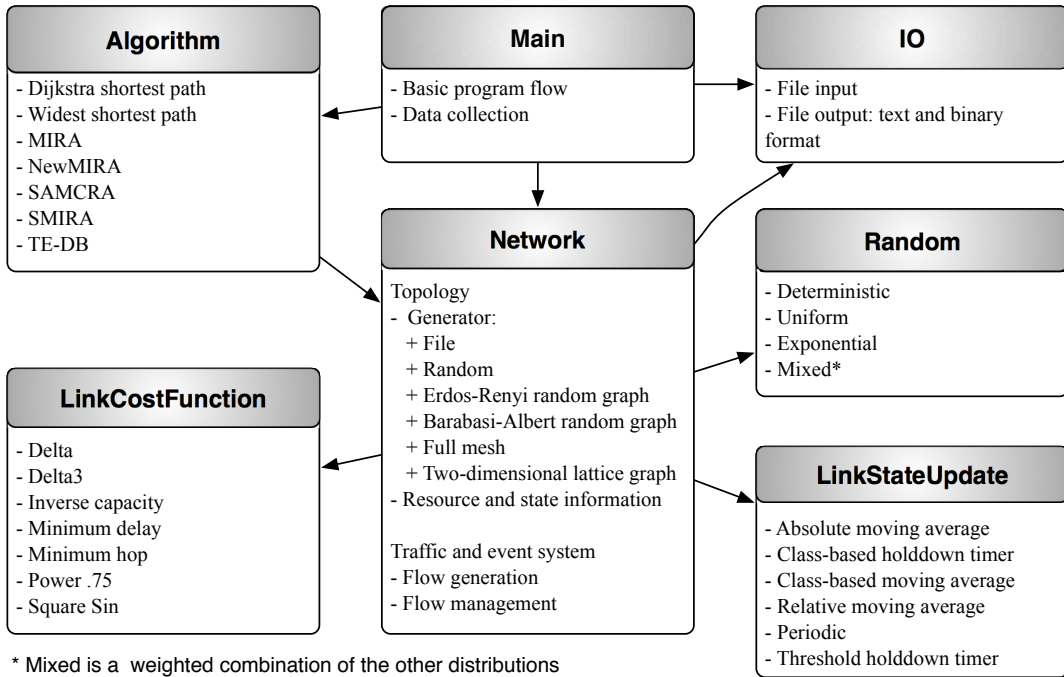 Algorithm
- Dijkstra shortest path
- Widest shortest path
- MIRA
- NewMIRA
- SAMCRA
- SMIRA
- TE-DB
Main
- Basic program flow
- Data collection
IO
- File input
- File output: text and binary
format
Network
Topology
- Generator:
+ File
+ Random
+ Erdos-Renyi random graph
+ Barabasi-Albert random graph
+ Full mesh
+ Two-dimensional lattice graph
- Resource and state information
Traffic and event system
- Flow generation
- Flow management
Random
- Deterministic
- Uniform
- Exponential
- Mixed*
LinkCostFunction
- Delta
- Delta3
- Inverse capacity
- Minimum delay
- Minimum hop
- Power .75
- Square Sin
LinkStateUpdate
- Absolute moving average
- Class-based holddown timer
- Class-based moving average
- Relative moving average
- Periodic
- Threshold holddown timer
* Mixed is a weighted combination of the other distributions